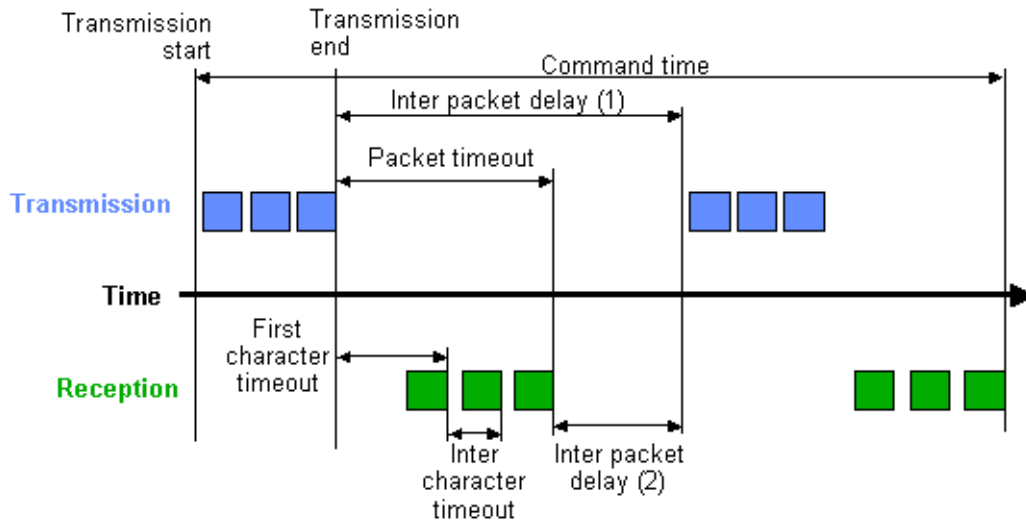 Transmission
start
Transmission
end
Command time
Inter packet delay (1)
Packet timeout
Transmission
Time
First
character
timeout
Reception
Inter
character
timeout
Inter packet
delay (2)